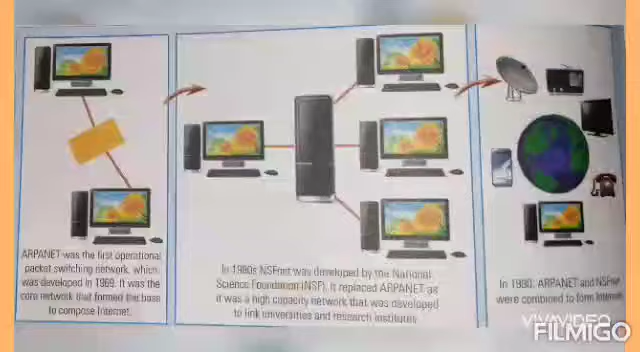 ARPANET was the first operational
packet switching network, which
was developed in 1969. It was the
core network that formed the base
to compose Internet.
In 1980s NSFnet was developed by the National
Science Foundation (NSF). It replaced ARPANET as
it was a high capacity network that was developed
to link universities and research institutes.
In 1980, ARPANET and NSFnet
were combined to form Internet.
VIVAVIDEO
FILMIGO